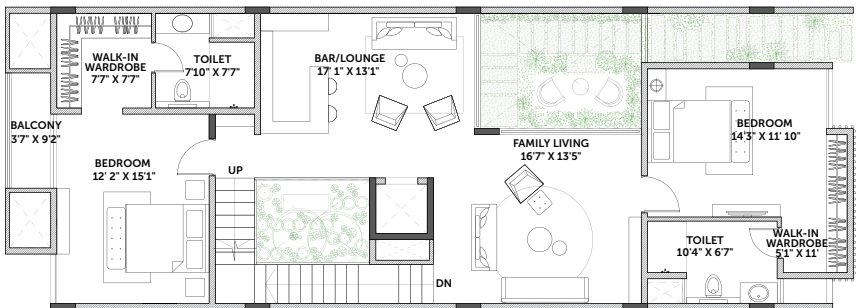 WALK-IN
WARDROBE
7'7" X 7'7"
TOILET
7'10" X 7'7"
BAR/LOUNGE
17' 1" X 13'1"
BALCONY
3'7" X 9'2"
BEDROOM
12' 2" X 15'1"
UP
FAMILY LIVING
16'7" X 13'5"
BEDROOM
14'3" X 11' 10"
TOILET
10'4" X 6'7"
WALK-IN
WARDROBE
5'1" X 11'
DN